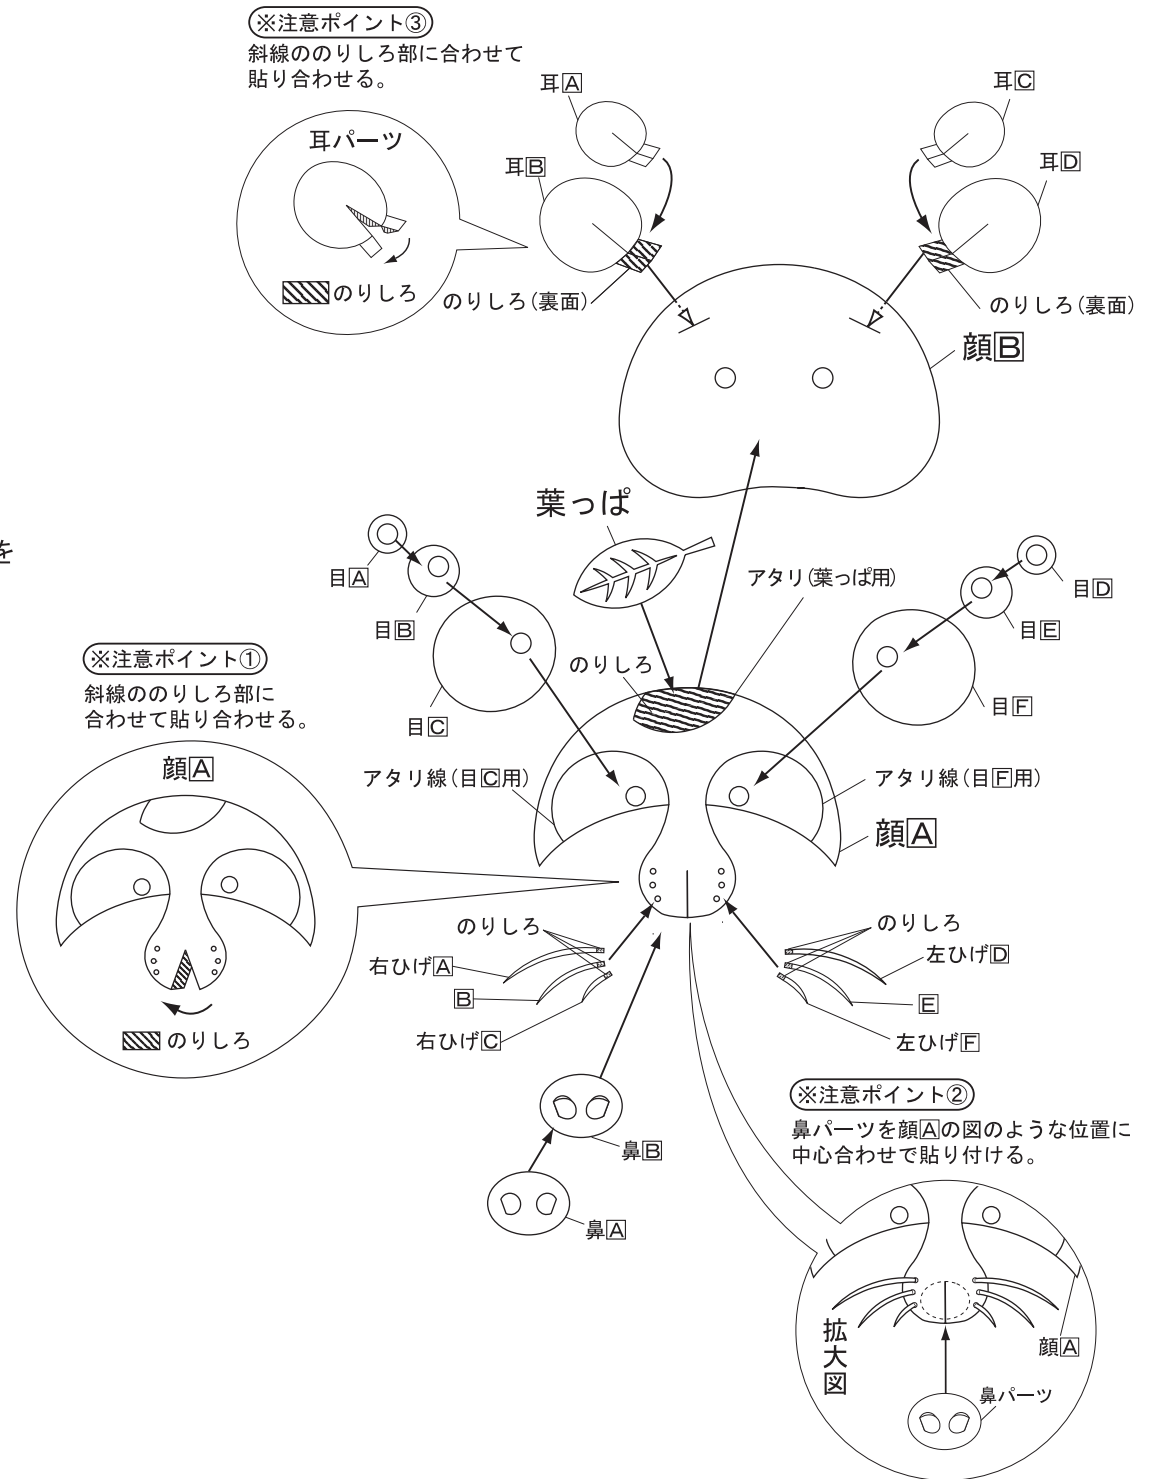 ※注意ポイント③
斜線ののりしろ部に合わせて
貼り合わせる。
耳パーツ
のりしろ
耳A
耳B
のりしろ(裏面)
耳C
耳D
のりしろ(裏面)
顔B
を
葉っぱ
目A
目B
目C
のりしろ
アタリ(葉っぱ用)
目D
目E
目F
※注意ポイント①
斜線ののりしろ部に
合わせて貼り合わせる。
顔A
のりしろ
アタリ線(目C用)
アタリ線(目F用)
顔A
のりしろ
右ひげA
B
右ひげC
のりしろ
左ひげD
E
左ひげF
鼻B
鼻A
※注意ポイント②
鼻パーツを顔Aの図のような位置に
中心合わせで貼り付ける。
拡大図
顔A
鼻パーツ